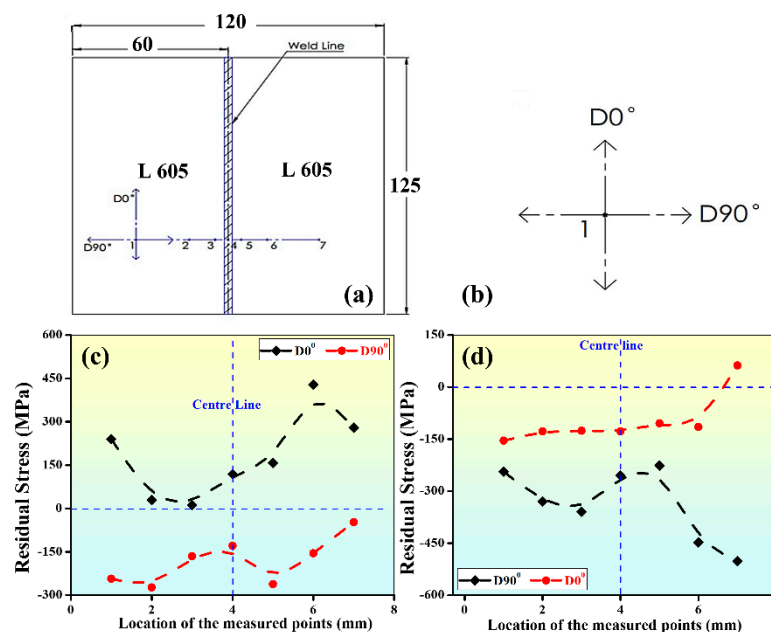 120
60
Weld Line
L 605
L 605
125
D0°
D90°
1
2
3
4
5
6
7
(a)
D0°
D90°
1
(b)
(c)
D0⁰
D90⁰
Centre Line
Residual Stress (MPa)
600
450
300
150
0
-150
-300
0
2
4
6
8
Location of the measured points (mm)
(d)
Centre line
D90⁰
D0⁰
Residual Stress (MPa)
150
0
-150
-300
-450
-600
0
2
4
6
Location of the measured points (mm)